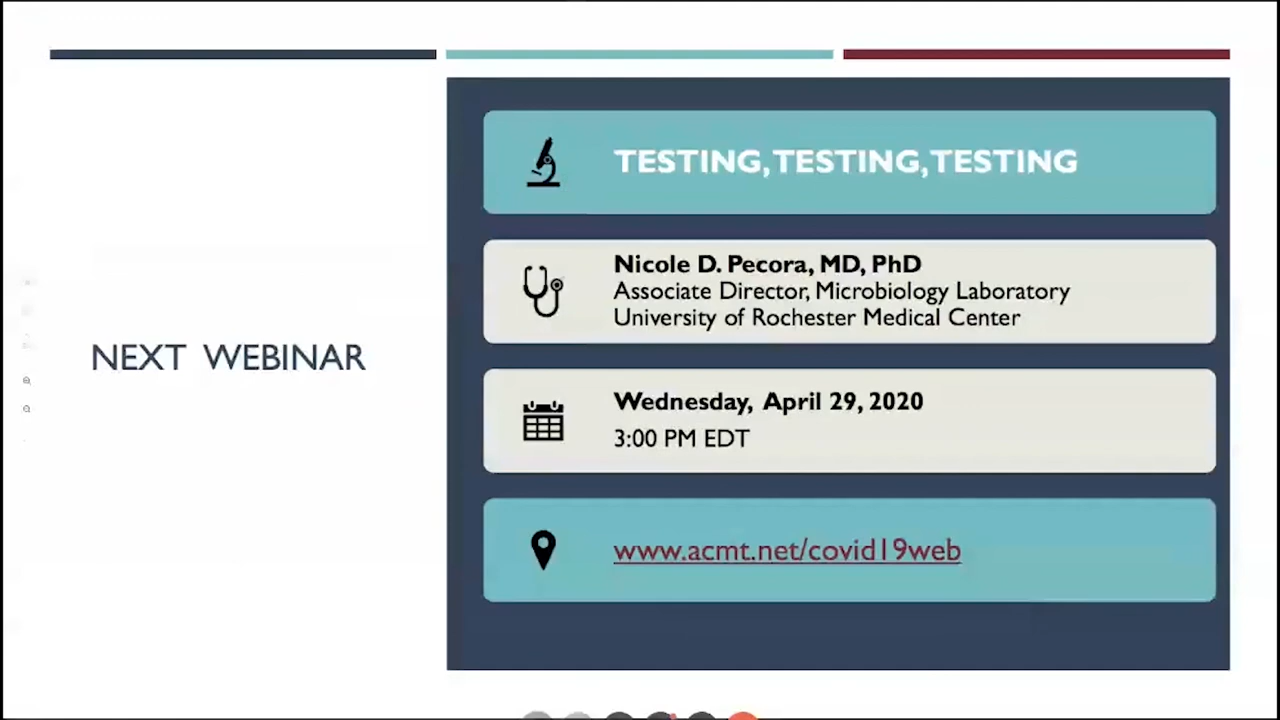 NEXT WEBINAR
TESTING, TESTING, TESTING
Nicole D. Pecora, MD, PhD
Associate Director, Microbiology Laboratory
University of Rochester Medical Center
Wednesday, April 29, 2020
3:00 PM EDT
www.acmt.net/covid19web